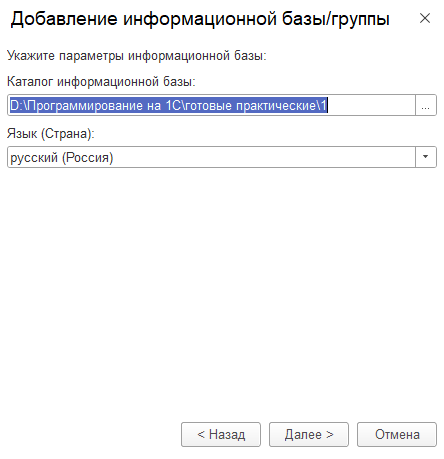 Добавление информационной базы/группы
Укажите параметры информационной базы:
Каталог информационной базы:
D:\Программирование на 1С\готовые практические\1
...
Язык (Страна):
русский (Россия)
< Назад
Далее >
Отмена